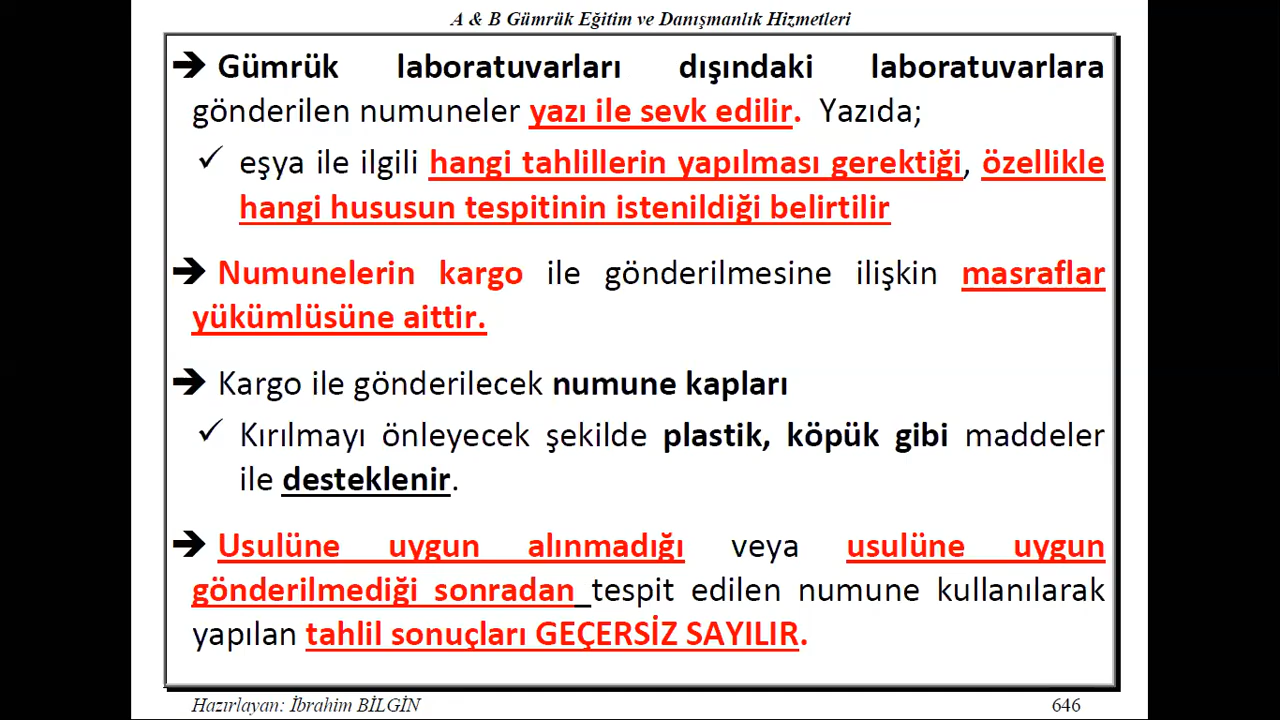 A & B Gümrük Eğitim ve Danışmanlık Hizmetleri
➔ Gümrük laboratuvarları dışındaki laboratuvarlara
gönderilen numuneler yazı ile sevk edilir. Yazıda;
✓ eşya ile ilgili hangi tahlillerin yapılması gerektiği, özellikle
hangi hususun tespitinin istenildiği belirtilir
➔ Numunelerin kargo ile gönderilmesine ilişkin masraflar
yükümlüsüne aittir.
➔ Kargo ile gönderilecek numune kapları
✓ Kırılmayı önleyecek şekilde plastik, köpük gibi maddeler
ile desteklenir.
➔ Usulüne uygun alınmadığı veya usulüne uygun
gönderilmediği sonradan tespit edilen numune kullanılarak
yapılan tahlil sonuçları GEÇERSİZ SAYILIR.
Hazırlayan: İbrahim BİLGİN 646